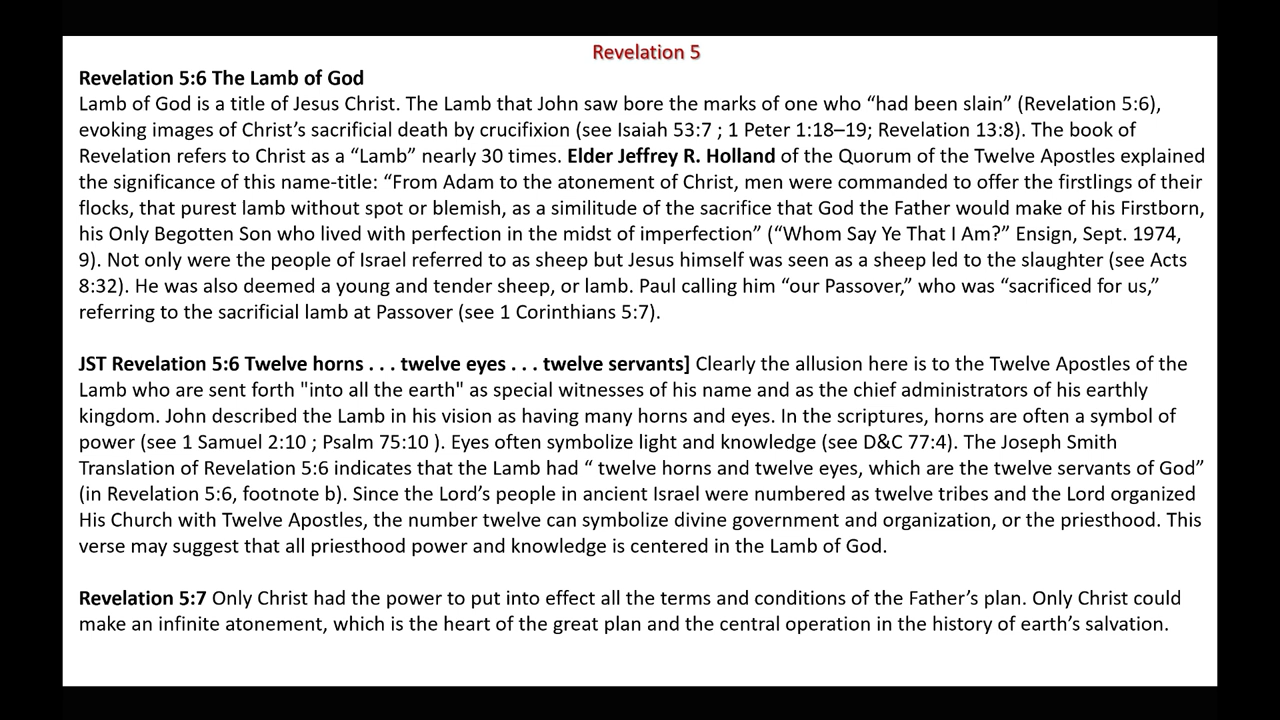 Revelation 5
Revelation 5:6 The Lamb of God
Lamb of God is a title of Jesus Christ. The Lamb that John saw bore the marks of one who “had been slain” (Revelation 5:6),
evoking images of Christ’s sacrificial death by crucifixion (see Isaiah 53:7 ; 1 Peter 1:18–19; Revelation 13:8). The book of
Revelation refers to Christ as a “Lamb” nearly 30 times. Elder Jeffrey R. Holland of the Quorum of the Twelve Apostles explained
the significance of this name-title: “From Adam to the atonement of Christ, men were commanded to offer the firstlings of their
flocks, that purest lamb without spot or blemish, as a similitude of the sacrifice that God the Father would make of his Firstborn,
his Only Begotten Son who lived with perfection in the midst of imperfection” (“Whom Say Ye That I Am?” Ensign, Sept. 1974,
9). Not only were the people of Israel referred to as sheep but Jesus himself was seen as a sheep led to the slaughter (see Acts
8:32). He was also deemed a young and tender sheep, or lamb. Paul calling him “our Passover,” who was “sacrificed for us,”
referring to the sacrificial lamb at Passover (see 1 Corinthians 5:7).
JST Revelation 5:6 Twelve horns . . . twelve eyes . . . twelve servants] Clearly the allusion here is to the Twelve Apostles of the
Lamb who are sent forth "into all the earth" as special witnesses of his name and as the chief administrators of his earthly
kingdom. John described the Lamb in his vision as having many horns and eyes. In the scriptures, horns are often a symbol of
power (see 1 Samuel 2:10 ; Psalm 75:10 ). Eyes often symbolize light and knowledge (see D&C 77:4). The Joseph Smith
Translation of Revelation 5:6 indicates that the Lamb had “ twelve horns and twelve eyes, which are the twelve servants of God”
(in Revelation 5:6, footnote b). Since the Lord’s people in ancient Israel were numbered as twelve tribes and the Lord organized
His Church with Twelve Apostles, the number twelve can symbolize divine government and organization, or the priesthood. This
verse may suggest that all priesthood power and knowledge is centered in the Lamb of God.
Revelation 5:7 Only Christ had the power to put into effect all the terms and conditions of the Father’s plan. Only Christ could
make an infinite atonement, which is the heart of the great plan and the central operation in the history of earth’s salvation.